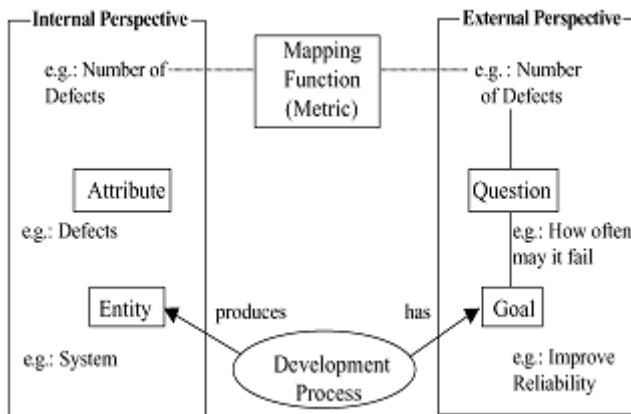 Internal Perspective
External Perspective
e.g.: Number of
Defects
Mapping
Function
(Metric)
e.g.: Number
of Defects
Attribute
e.g.: Defects
Question
e.g.: How often
may it fail
Entity
produces
has
Goal
e.g.: System
Development
Process
e.g.: Improve
Reliability